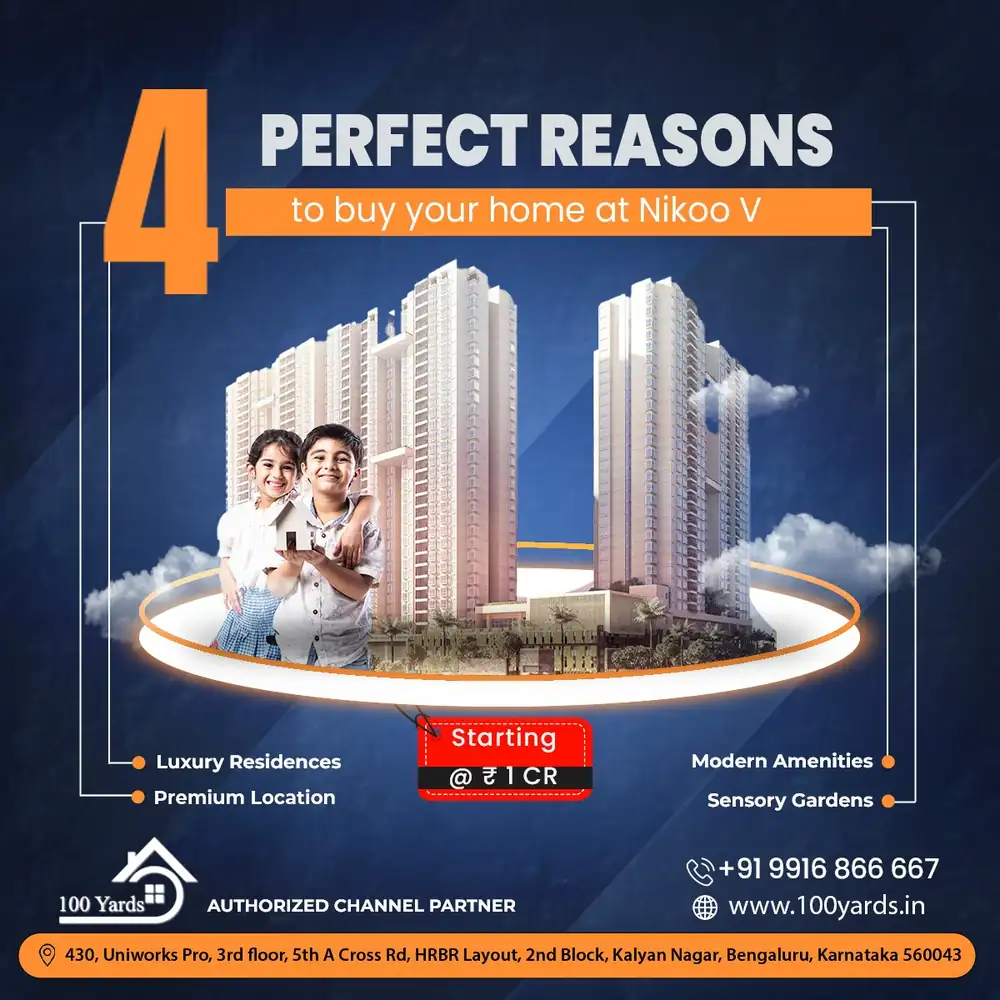 4
PERFECT REASONS
to buy your home at Nikoo V
Starting
@ ₹ 1 CR
Luxury Residences
Premium Location
Modern Amenities
Sensory Gardens
100 Yards
AUTHORIZED CHANNEL PARTNER
+91 9916 866 667
www.100yards.in
430, Uniworks Pro, 3rd floor, 5th A Cross Rd, HRBR Layout, 2nd Block, Kalyan Nagar, Bengaluru, Karnataka 560043